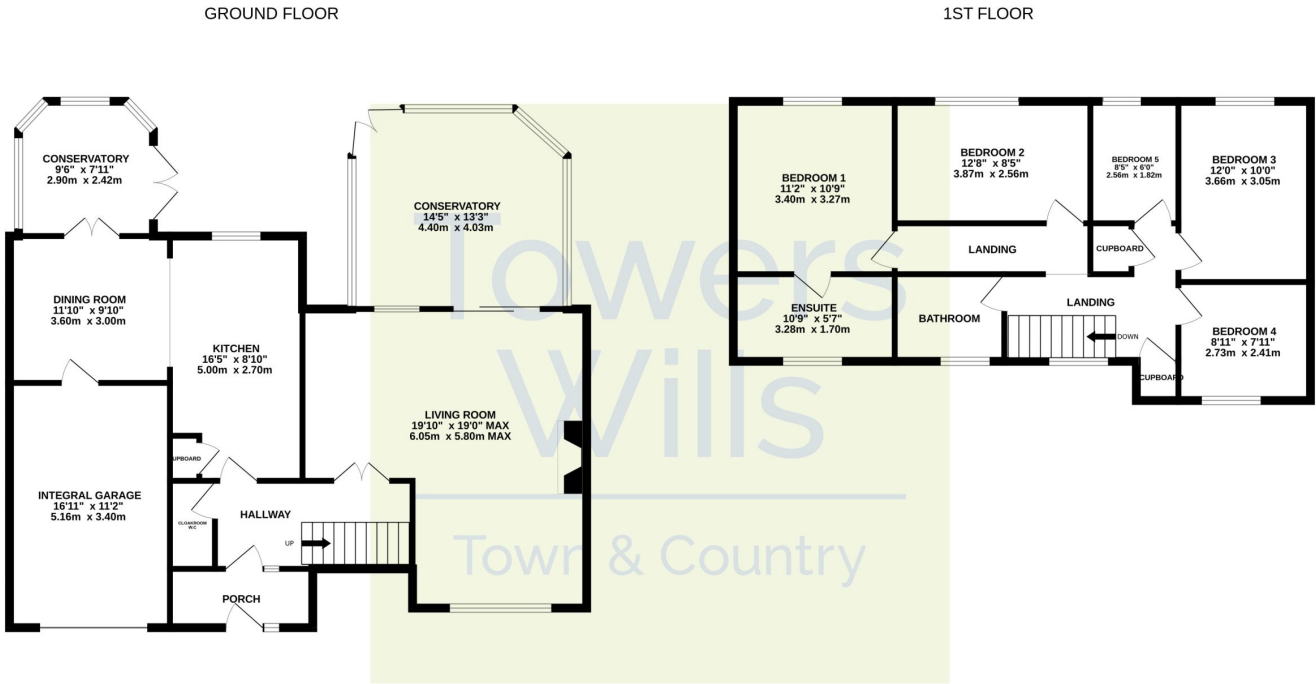 GROUND FLOOR
1ST FLOOR
CONSERVATORY
9'6" x 7'11"
2.90m x 2.42m
CONSERVATORY
14'5" x 13'3"
4.40m x 4.03m
DINING ROOM
11'10" x 9'10"
3.60m x 3.00m
KITCHEN
16'5" x 8'10"
5.00m x 2.70m
LIVING ROOM
19'10" x 19'0" MAX
6.05m x 5.80m MAX
UPBOARD
INTEGRAL GARAGE
16'11" x 11'2"
5.16m x 3.40m
CLOAKROOM
W.C
HALLWAY
UP
PORCH
BEDROOM 1
11'2" x 10'9"
3.40m x 3.27m
BEDROOM 2
12'8" x 8'5"
3.87m x 2.56m
BEDROOM 5
8'5" x 6'0"
2.56m x 1.82m
BEDROOM 3
12'0" x 10'0"
3.66m x 3.05m
LANDING
CUPBOARD
ENSUITE
10'9" x 5'7"
3.28m x 1.70m
BATHROOM
LANDING
DOWN
BEDROOM 4
8'11" x 7'11"
2.73m x 2.41m
CUPBOARD
Towers
Wills
Town & Country